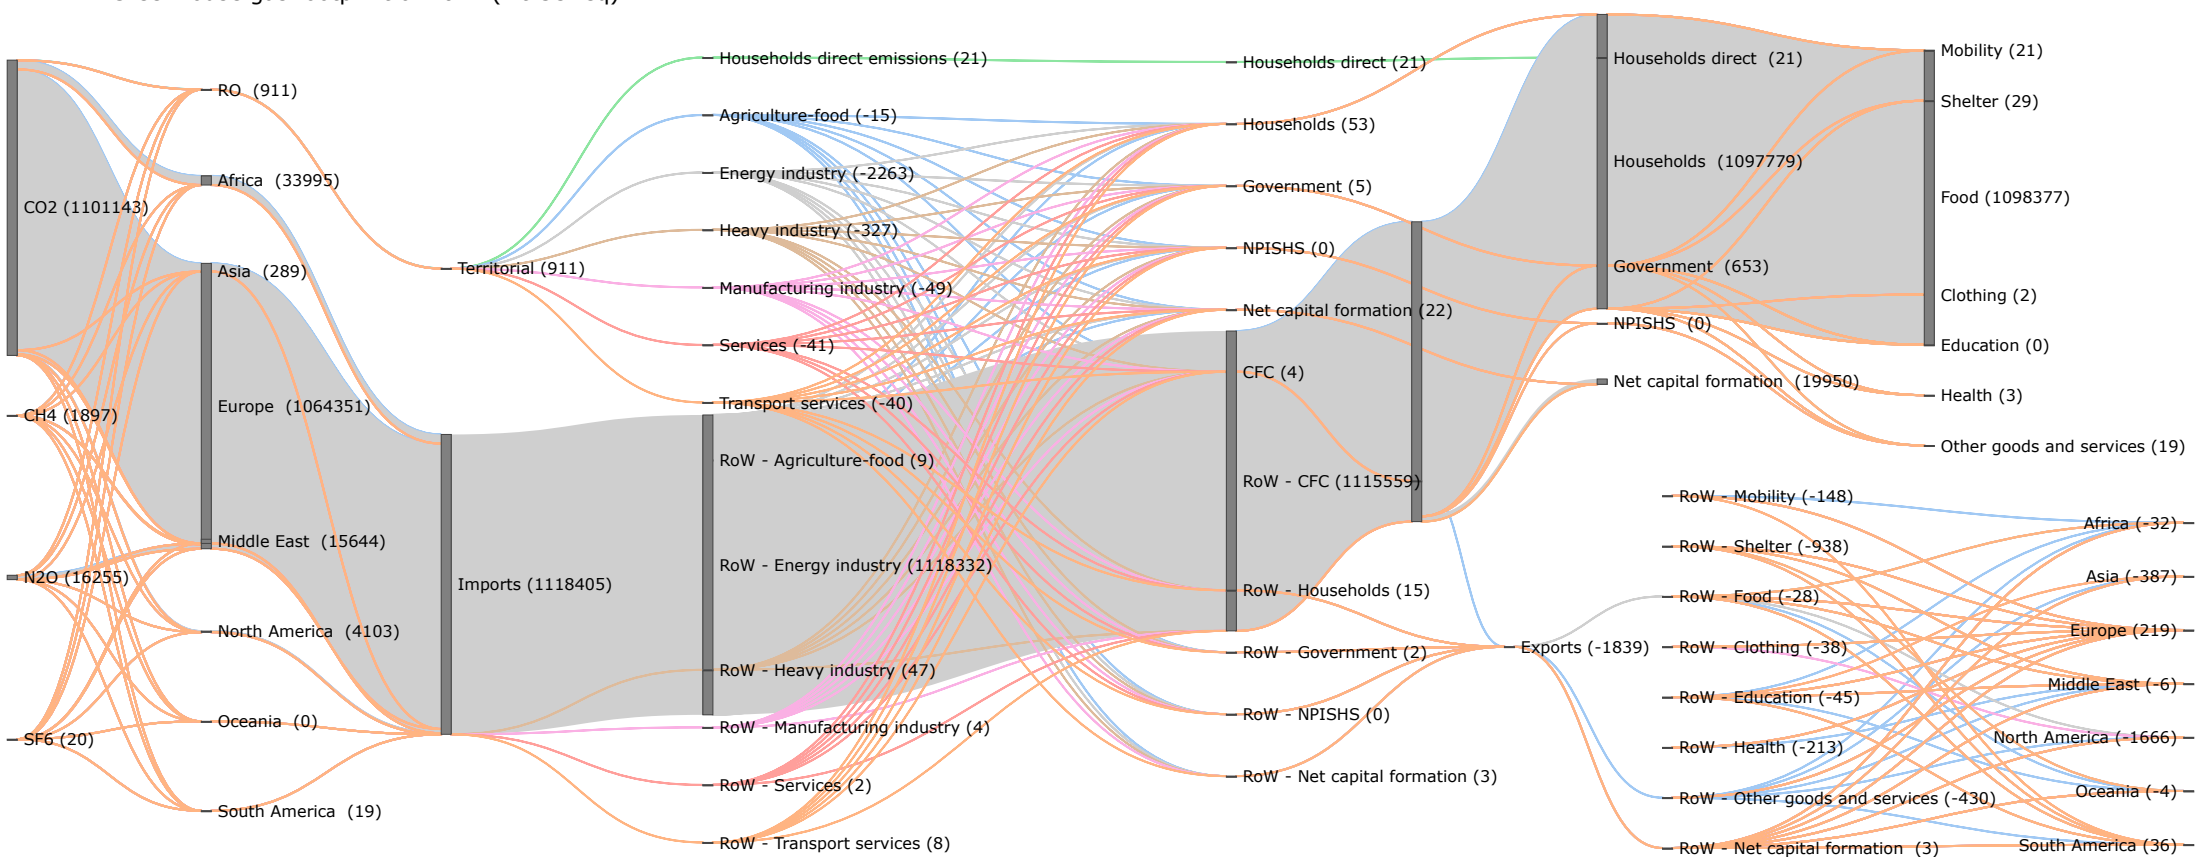 CO2 (1101143)
CH4 (1897)
N2O (16255)
SF6 (20)
RO (911)
Africa (33995)
Asia (289)
Europe (1064351)
Middle East (15644)
North America (4103)
Oceania (0)
South America (19)
Territorial (911)
Imports (1118405)
Households direct emissions (21)
Agriculture-food (-15)
Energy industry (-2263)
Heavy industry (-327)
Manufacturing industry (-49)
Services (-41)
Transport services (-40)
RoW - Agriculture-food (9)
RoW - Energy industry (1118332)
RoW - Heavy industry (47)
RoW - Manufacturing industry (4)
RoW - Services (2)
RoW - Transport services (8)
Households direct (21)
Households (53)
Government (5)
NPISHS (0)
Net capital formation (22)
CFC (4)
RoW - CFC (1115559)
RoW - Households (15)
RoW - Government (2)
RoW - NPISHS (0)
RoW - Net capital formation (3)
Households direct (21)
Households (1097779)
Government (653)
NPISHS (0)
Net capital formation (19950)
Exports (-1839)
Mobility (21)
Shelter (29)
Food (1098377)
Clothing (2)
Education (0)
Health (3)
Other goods and services (19)
RoW - Mobility (-148)
RoW - Shelter (-938)
RoW - Food (-28)
RoW - Clothing (-38)
RoW - Education (-45)
RoW - Health (-213)
RoW - Other goods and services (-430)
RoW - Net capital formation (3)
Africa (-32)
Asia (-387)
Europe (219)
Middle East (-6)
North America (-1666)
Oceania (-4)
South America (36)